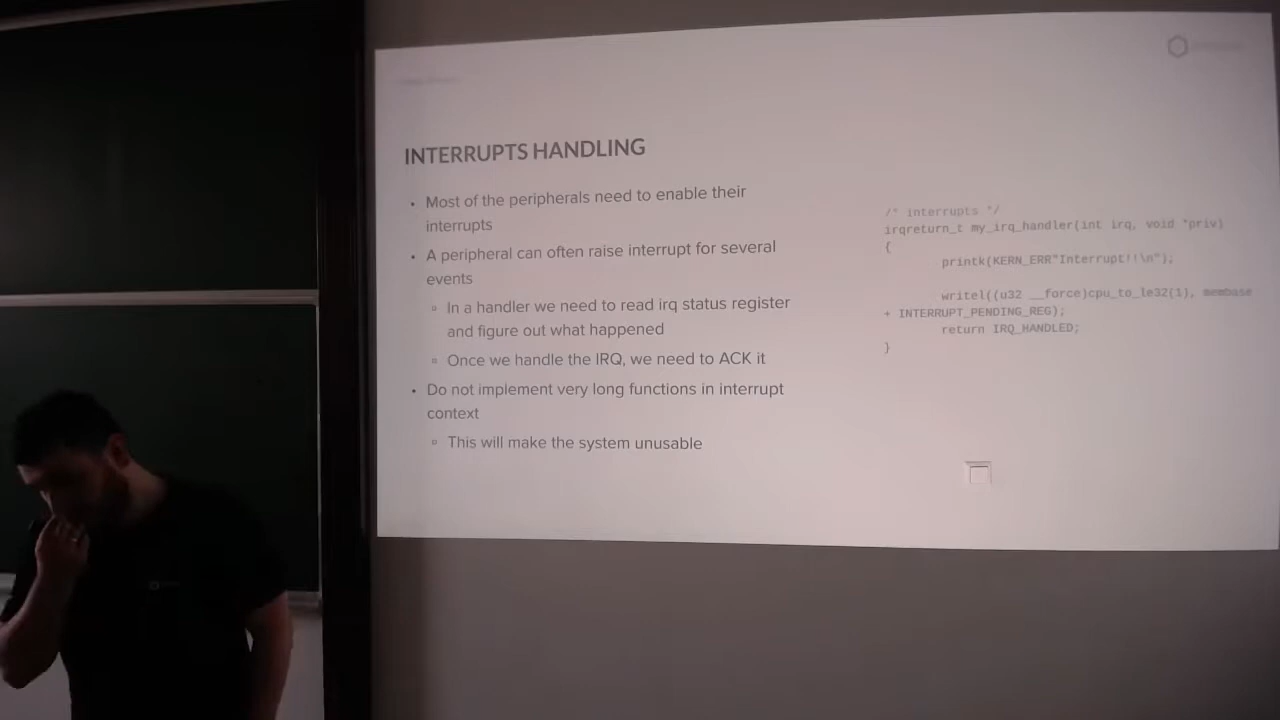 INTERRUPTS HANDLING
• Most of the peripherals need to enable their
interrupts
• A peripheral can often raise interrupt for several
events
▫ In a handler we need to read irq status register
and figure out what happened
▫ Once we handle the IRQ, we need to ACK it
• Do not implement very long functions in interrupt
context
▫ This will make the system unusable
/* interrupts */
irqreturn_t my_irq_handler(int irq, void *priv)
{
printk(KERN_ERR"Interrupt!!\n");
writel((u32 __force)cpu_to_le32(1), membase
+ INTERRUPT_PENDING_REG);
return IRQ_HANDLED;
}